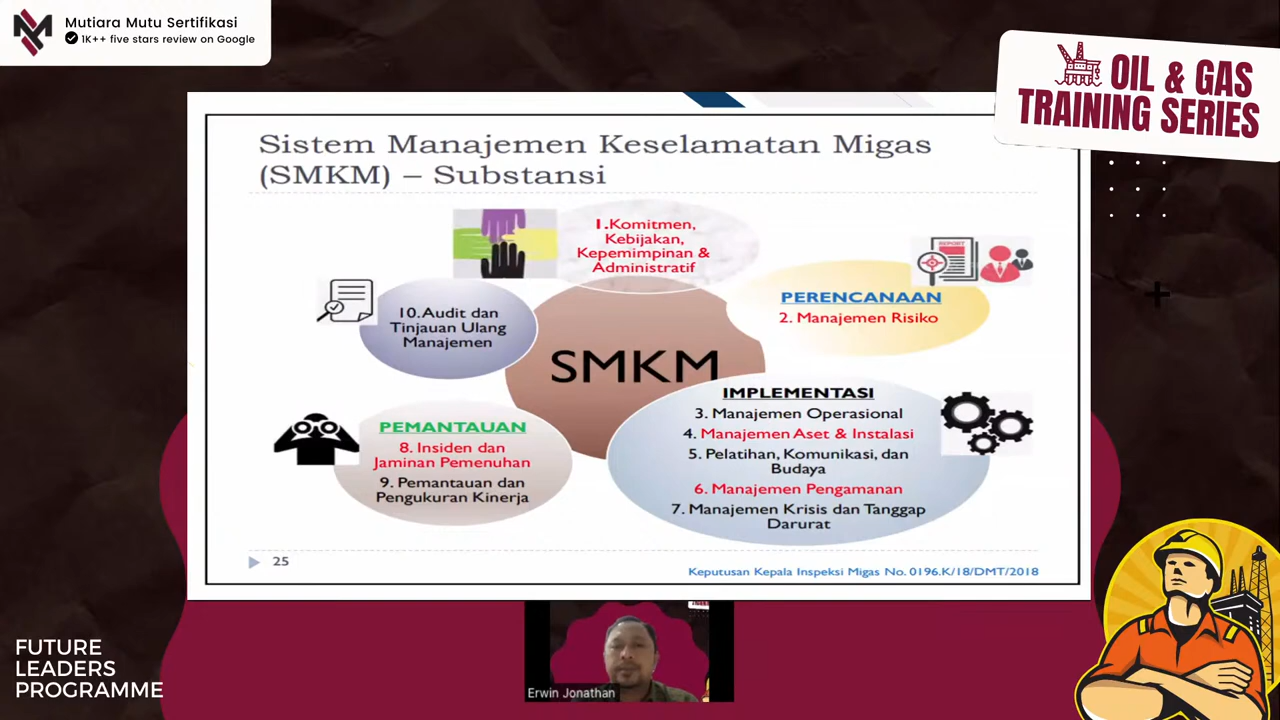 Mutiara Mutu Sertifikasi
1K++ five stars review on Google
OIL & GAS
TRAINING SERIES
Sistem Manajemen Keselamatan Migas
(SMKM) – Substansi
1.Komitmen,
Kebijakan,
Kepemimpinan &
Administratif
REPORT
PERENCANAAN
2. Manajemen Risiko
10.Audit dan
Tinjauan Ulang
Manajemen
SMKM
IMPLEMENTASI
3. Manajemen Operasional
4. Manajemen Aset & Instalasi
5. Pelatihan, Komunikasi, dan
Budaya
6. Manajemen Pengamanan
7. Manajemen Krisis dan Tanggap
Darurat
PEMANTAUAN
8. Insiden dan
Jaminan Pemenuhan
9. Pemantauan dan
Pengukuran Kinerja
25
Keputusan Kepala Inspeksi Migas No. 0196.K/18/DMT/2018
FUTURE
LEADERS
PROGRAMME
Erwin Jonathan